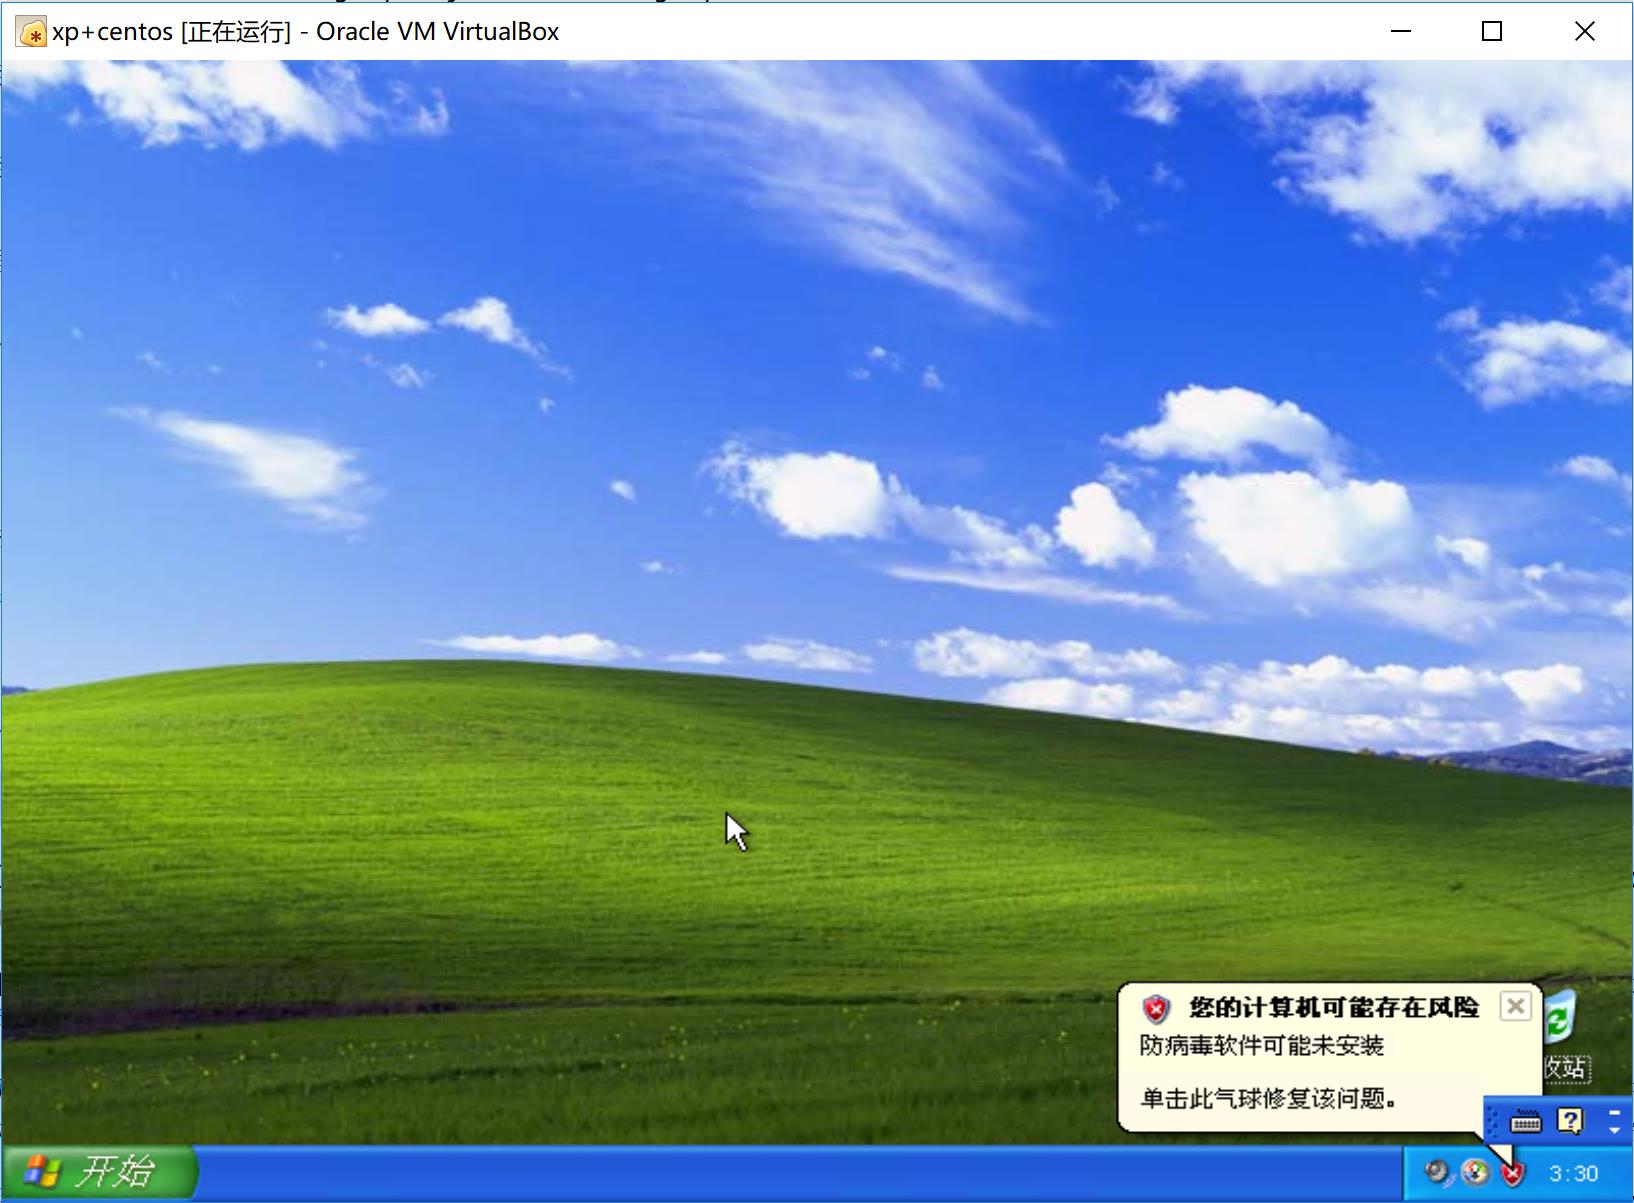 xp+centos [正在运行] - Oracle VM VirtualBox
您的计算机可能存在风险
防病毒软件可能未安装
单击此气球修复该问题。
收站
开始
3:30